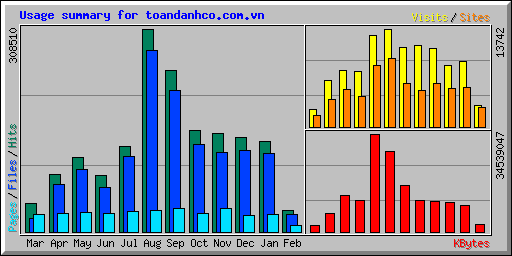 Usage summary for toandanhco.com.vn
Visits/Sites
308510
13742
34539047
Pages/Files/Hits
Mar Apr May Jun Jul Aug Sep Oct Nov Dec Jan Feb
KBytes